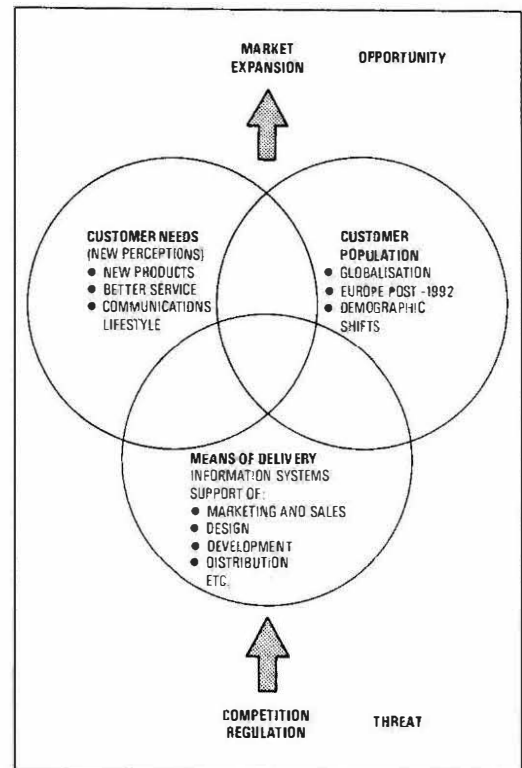 MARKET
EXPANSION
OPPORTUNITY
CUSTOMER NEEDS
(NEW PERCEPTIONS)
● NEW PRODUCTS
● BETTER SERVICE
● COMMUNICATIONS
LIFESTYLE
CUSTOMER
POPULATION
● GLOBALISATION
● EUROPE POST -1992
● DEMOGRAPHIC
SHIFTS
MEANS OF DELIVERY
INFORMATION SYSTEMS
SUPPORT OF:
● MARKETING AND SALES
● DESIGN
● DEVELOPMENT
● DISTRIBUTION
ETC.
COMPETITION
REGULATION
THREAT